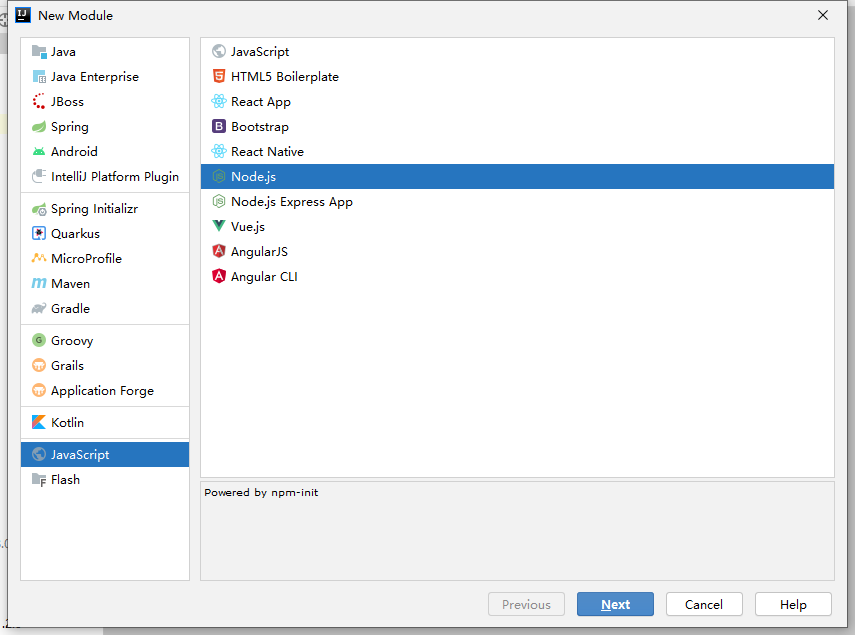 New Module
Java
Java Enterprise
JBoss
Spring
Android
IntelliJ Platform Plugin
Spring Initializr
Quarkus
MicroProfile
Maven
Gradle
Groovy
Grails
Application Forge
Kotlin
JavaScript
Flash
JavaScript
HTML5 Boilerplate
React App
Bootstrap
React Native
Node.js
Node.js Express App
Vue.js
AngularJS
Angular CLI
Powered by npm-init
Previous
Next
Cancel
Help